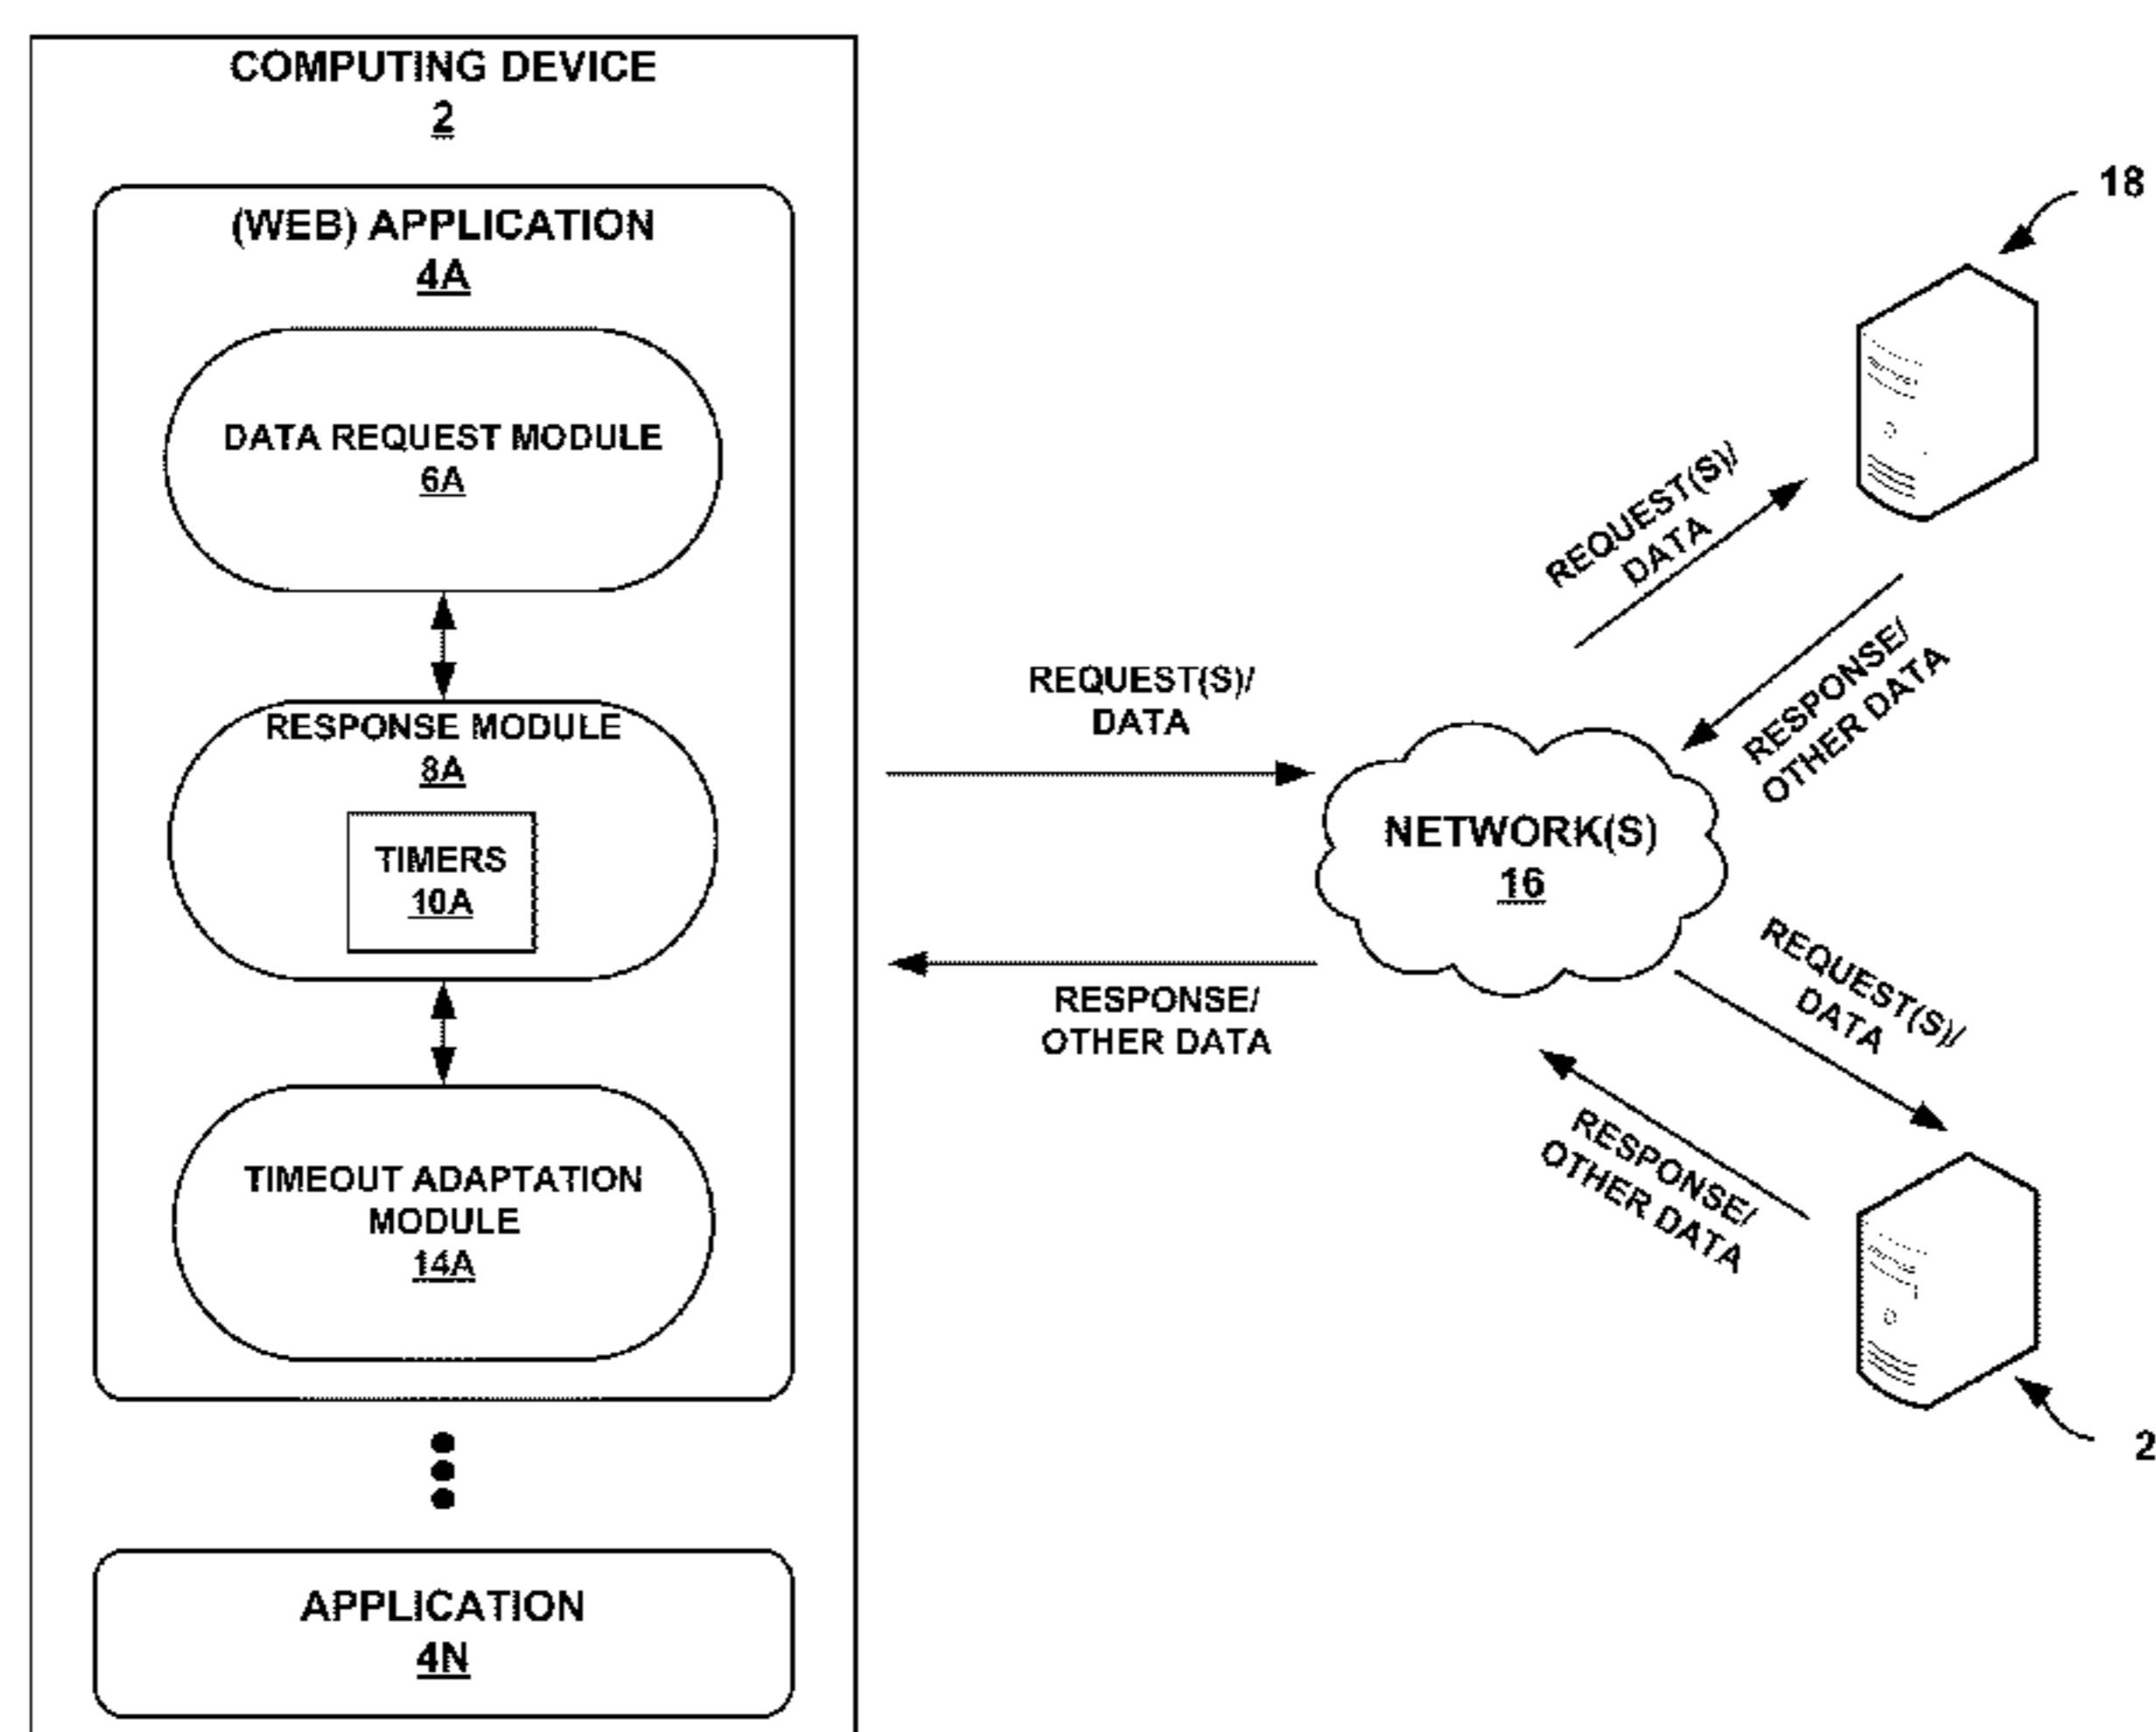 COMPUTING DEVICE
2
(WEB) APPLICATION
4A
DATA REQUEST MODULE
6A
RESPONSE MODULE
8A
TIMERS
10A
TIMEOUT ADAPTATION
MODULE
14A
APPLICATION
4N
REQUEST(S)/
DATA
RESPONSE/
OTHER DATA
NETWORK(S)
16
REQUEST(S)/
DATA
RESPONSE/
OTHER DATA
18
REQUEST(S)/
DATA
RESPONSE/
OTHER DATA